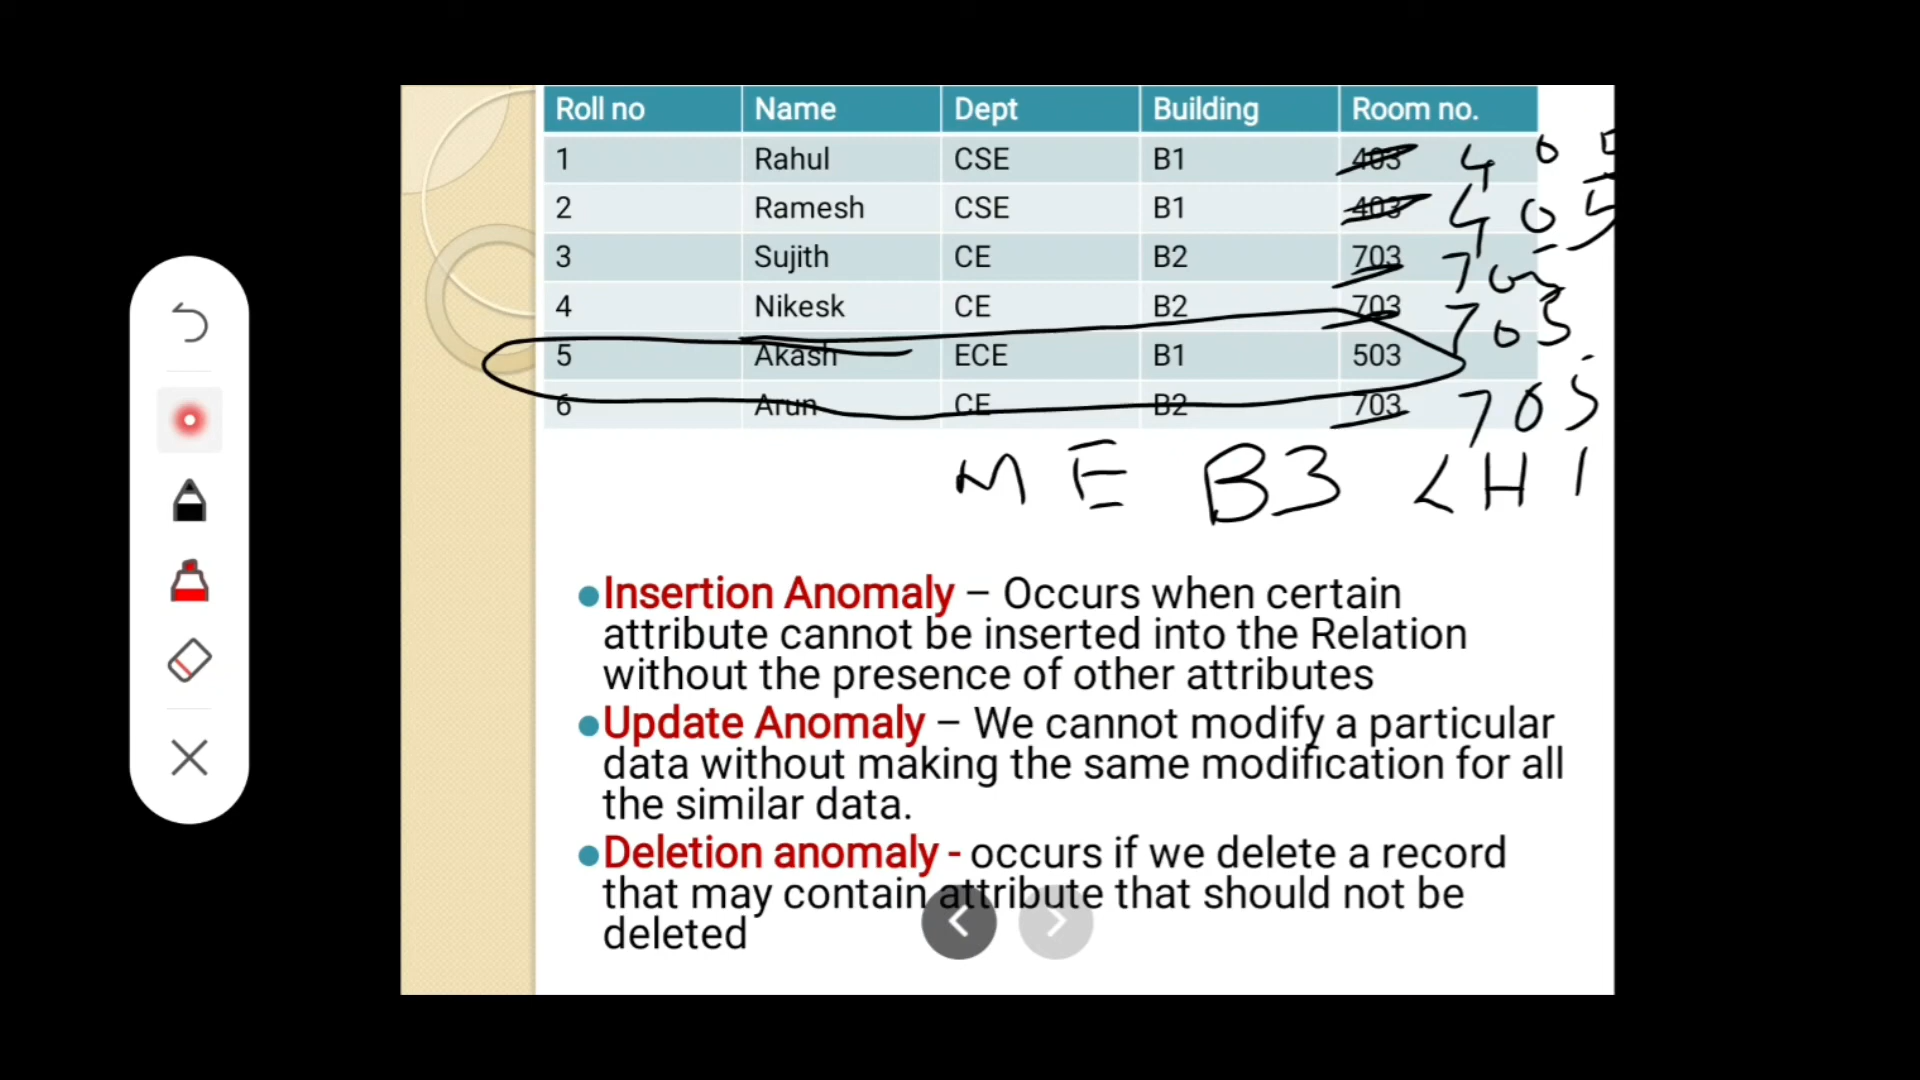 Roll no Name Dept Building Room no.
1 Rahul CSE B1 403 405
2 Ramesh CSE B1 403 405
3 Sujith CE B2 703 705
4 Nikesk CE B2 703 705
5 Akash ECE B1 503
6 Arun CE B2 703 705
M E B3 LH 1
Insertion Anomaly – Occurs when certain
attribute cannot be inserted into the Relation
without the presence of other attributes
Update Anomaly – We cannot modify a particular
data without making the same modification for all
the similar data.
Deletion anomaly - occurs if we delete a record
that may contain attribute that should not be
deleted